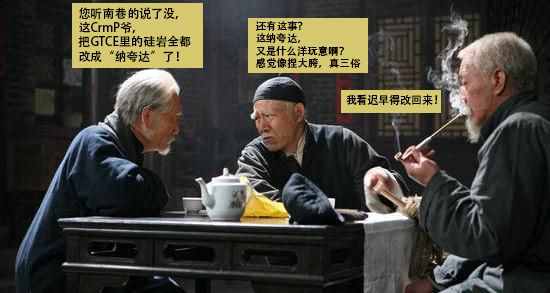 您听南巷的说了没，
这CrmP爷，
把GTCE里的硅岩全都
改成“纳夸达”了！
还有这事？
这纳夸达，
又是什么洋玩意啊？
感觉像捏大胯，真三俗
我看迟早得改回来！